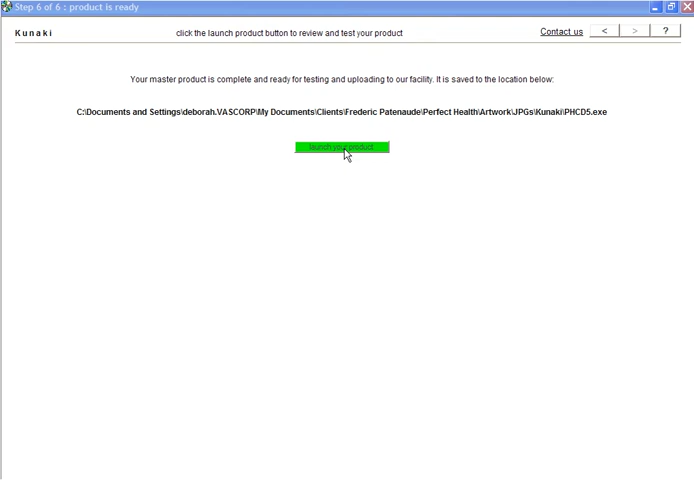 Step 6 of 6 : product is ready
Kunaki
click the launch product button to review and test your product
Contact us
<
>
?
Your master product is complete and ready for testing and uploading to our facility. It is saved to the location below:
C:\Documents and Settings\deborah.VASCORP\My Documents\Clients\Frederic Patenaude\Perfect Health\Artwork\JPGs\Kunaki\PHCD5.exe
launch your product